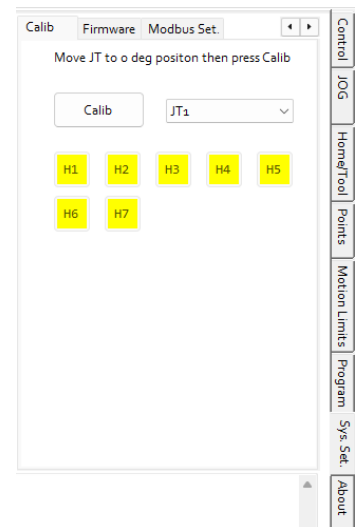 Calib Firmware Modbus Set.
Move JT to 0 deg positon then press Calib
Calib JT1
H1 H2 H3 H4 H5
H6 H7
Control
JOG
Home/Tool
Points
Motion Limits
Program
Sys. Set.
About